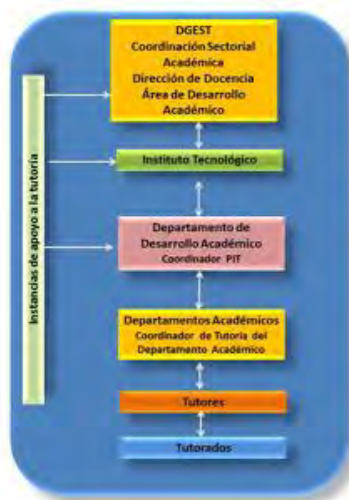 DGEST
Coordinación Sectorial
Académica
Dirección de Docencia
Área de Desarrollo
Académico
Instancias de apoyo a la tutoría
Instituto Tecnológico
Departamento de
Desarrollo Académico
Coordinador PIT
Departamentos Académicos
Coordinador de Tutoría del
Departamento Académico
Tutores
Tutorados